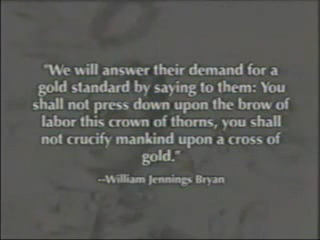 "We will answer their demand for a
gold standard by saying to them: You
shall not press down upon the brow of
labor this crown of thorns, you shall
not crucify mankind upon a cross of
gold."
--William Jennings Bryan